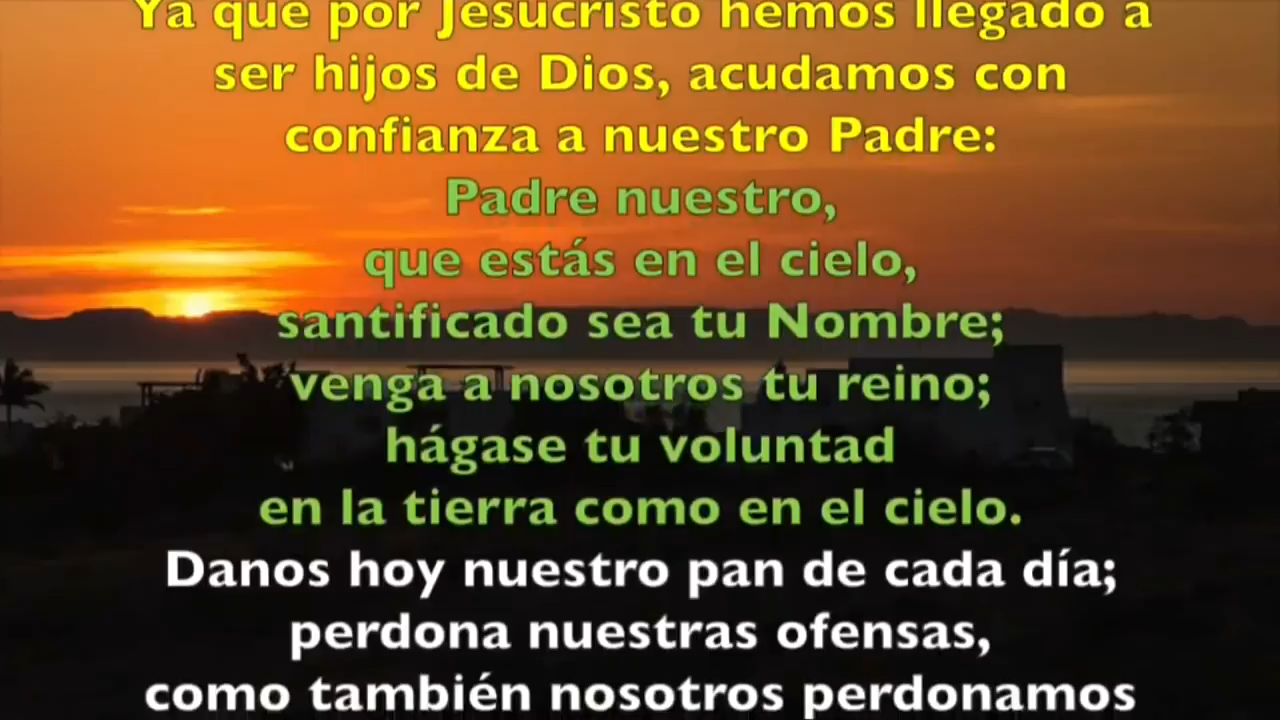 Ya que por Jesucristo hemos llegado a
ser hijos de Dios, acudamos con
confianza a nuestro Padre:
Padre nuestro,
que estás en el cielo,
santificado sea tu Nombre;
venga a nosotros tu reino;
hágase tu voluntad
en la tierra como en el cielo.
Danos hoy nuestro pan de cada día;
perdona nuestras ofensas,
como también nosotros perdonamos